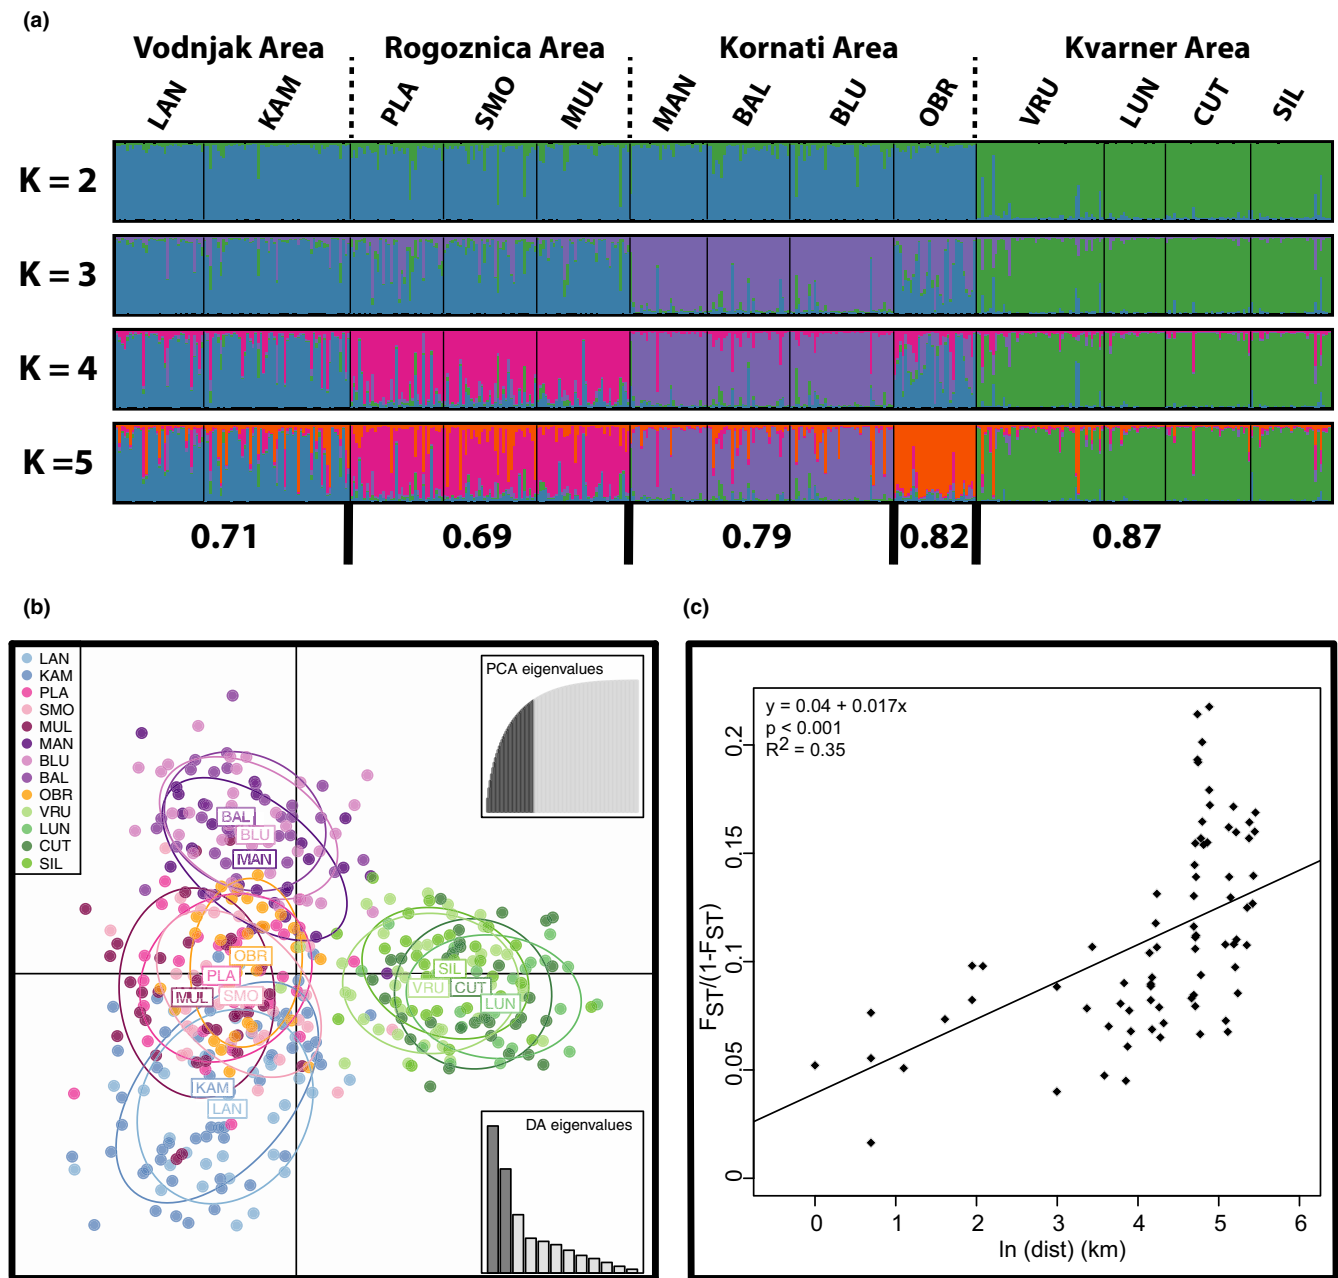 (a)
Vodnjak Area Rogoznica Area Kornati Area Kvarner Area
LAN KAM PLA SMO MUL MAN BAL BLU OBR VRU LUN CUT SIL
K = 2
K = 3
K = 4
K =5
0.71 0.69 0.79 0.82 0.87
(b)
LAN
KAM
PLA
SMO
MUL
MAN
BLU
BAL
OBR
VRU
LUN
CUT
SIL
PCA eigenvalues
BAL
BLU
MAN
OBR
PLA
MUL SMO
SIL
VRU CUT
LUN
KAM
LAN
DA eigenvalues
(c)
y = 0.04 + 0.017x
p < 0.001
R2 = 0.35
FST/(1-FST)
0.2
0.15
0.1
0.05
0
0 1 2 3 4 5 6
ln (dist) (km)